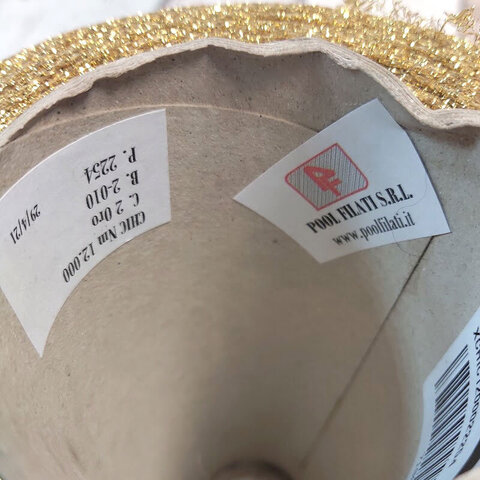 CHIC Nm 12.000
C. 2 Oro
B. 2-010
P. 2254
29/4/21
POOL FILATI S.R.L.
www.poolfilati.it